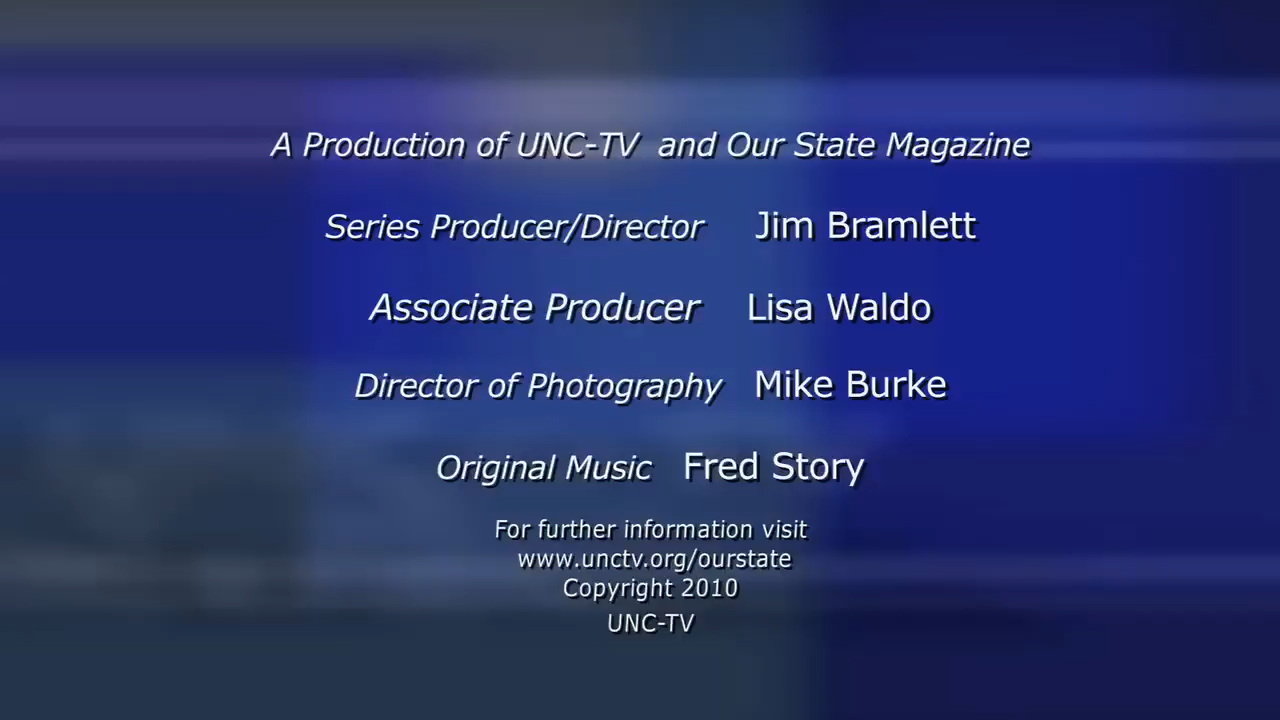 A Production of UNC-TV and Our State Magazine
Series Producer/Director Jim Bramlett
Associate Producer Lisa Waldo
Director of Photography Mike Burke
Original Music Fred Story
For further information visit
www.unctv.org/ourstate
Copyright 2010
UNC-TV